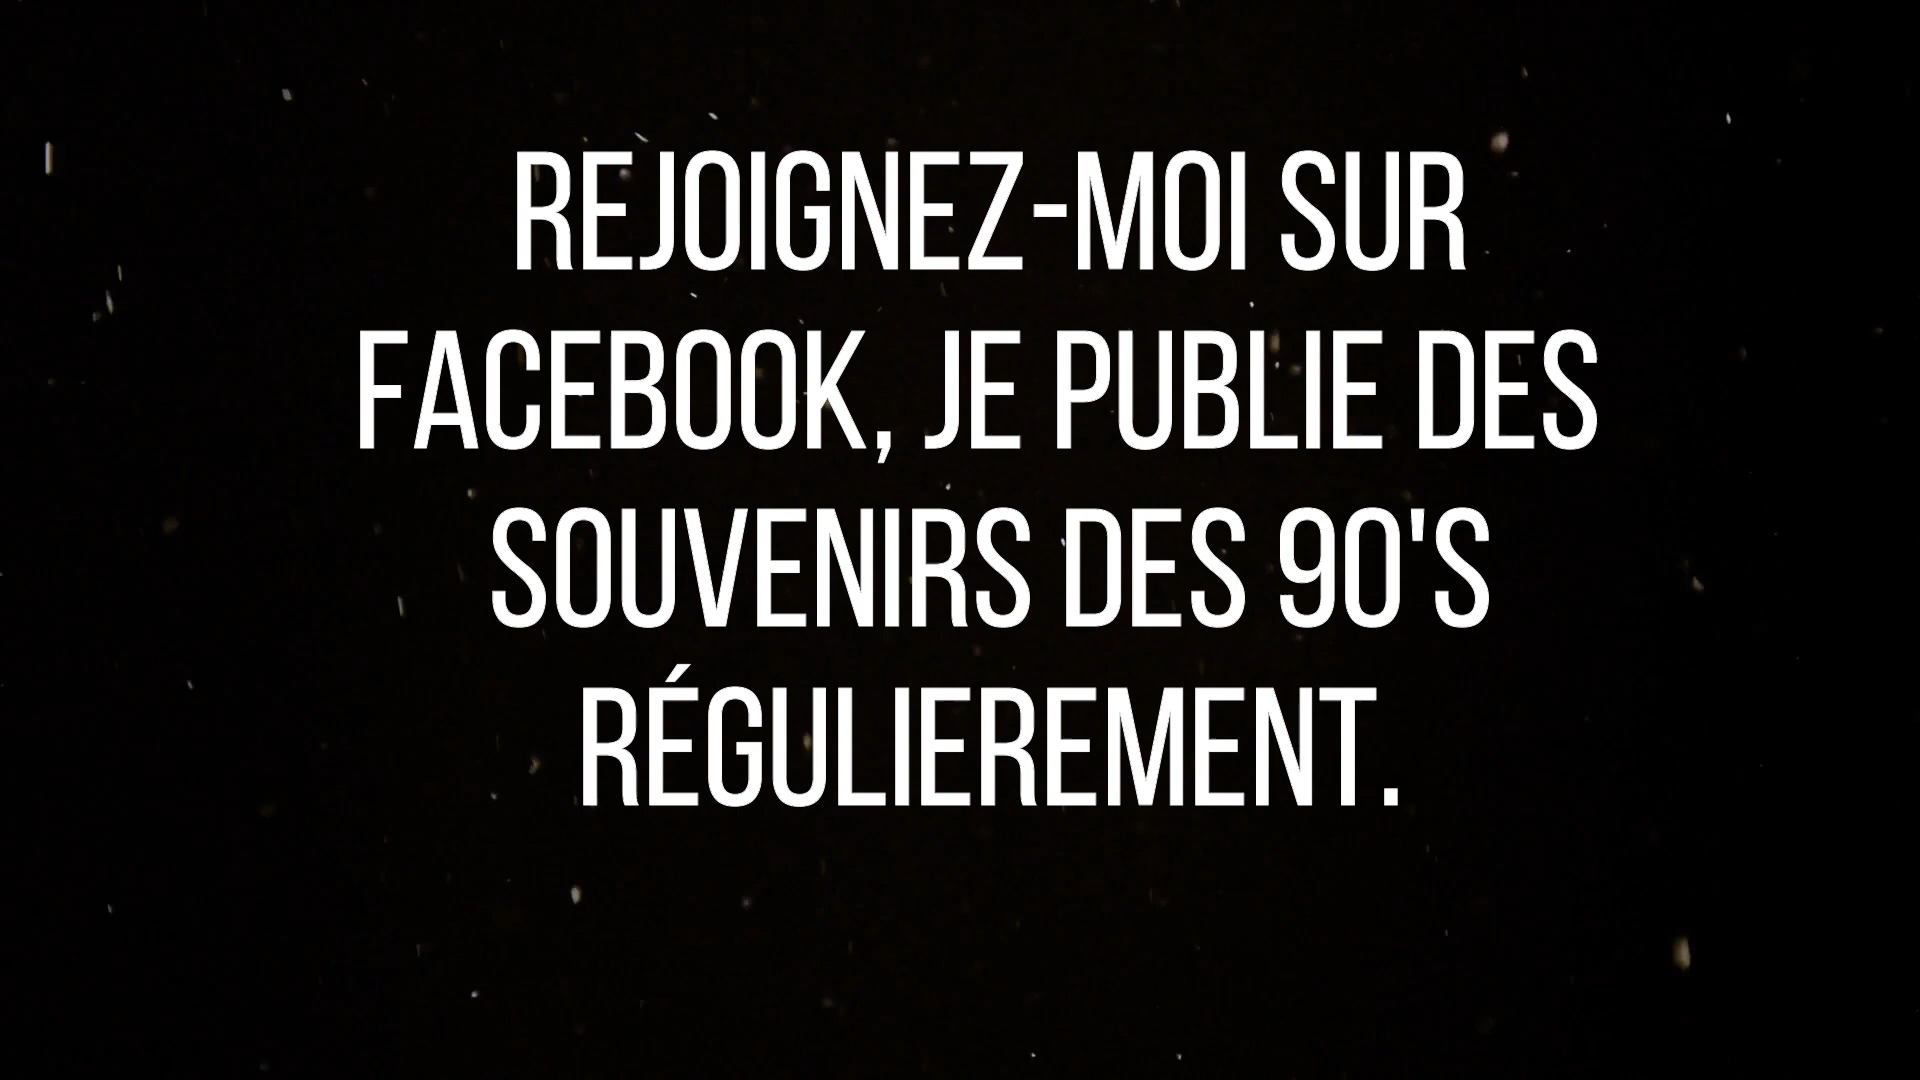 REJOIGNEZ-MOI SUR
FACEBOOK, JE PUBLIE DES
SOUVENIRS DES 90'S
RÉGULIEREMENT.